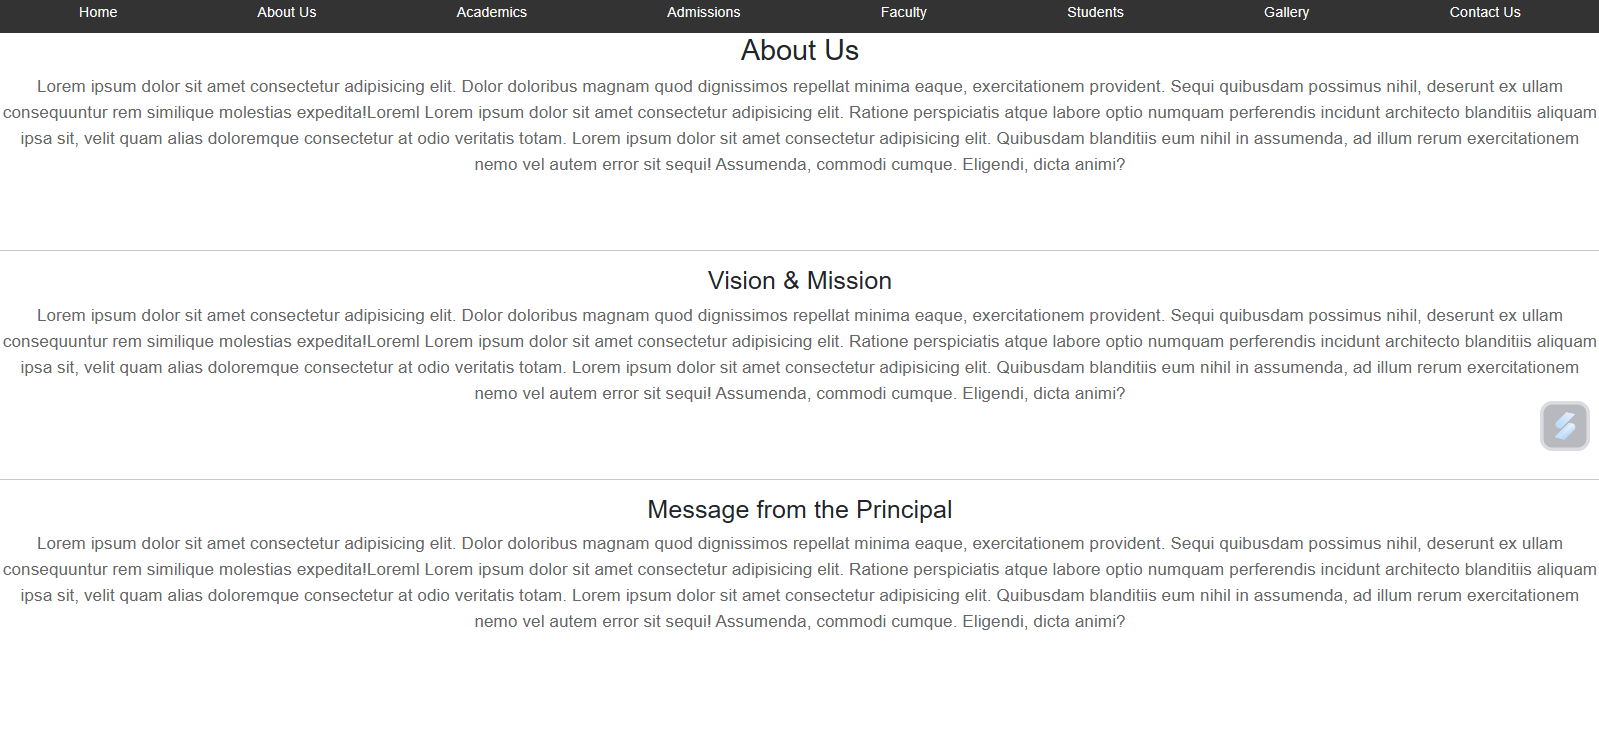 Home About Us Academics Admissions Faculty Students Gallery Contact Us
About Us
Lorem ipsum dolor sit amet consectetur adipisicing elit. Dolor doloribus magnam quod dignissimos repellat minima eaque, exercitationem provident. Sequi quibusdam possimus nihil, deserunt ex ullam
consequuntur rem similique molestias expedita!Loreml Lorem ipsum dolor sit amet consectetur adipisicing elit. Ratione perspiciatis atque labore optio numquam perferendis incidunt architecto blanditiis aliquam
ipsa sit, velit quam alias doloremque consectetur at odio veritatis totam. Lorem ipsum dolor sit amet consectetur adipisicing elit. Quibusdam blanditiis eum nihil in assumenda, ad illum rerum exercitationem
nemo vel autem error sit sequi! Assumenda, commodi cumque. Eligendi, dicta animi?
Vision & Mission
Lorem ipsum dolor sit amet consectetur adipisicing elit. Dolor doloribus magnam quod dignissimos repellat minima eaque, exercitationem provident. Sequi quibusdam possimus nihil, deserunt ex ullam
consequuntur rem similique molestias expedita!Loreml Lorem ipsum dolor sit amet consectetur adipisicing elit. Ratione perspiciatis atque labore optio numquam perferendis incidunt architecto blanditiis aliquam
ipsa sit, velit quam alias doloremque consectetur at odio veritatis totam. Lorem ipsum dolor sit amet consectetur adipisicing elit. Quibusdam blanditiis eum nihil in assumenda, ad illum rerum exercitationem
nemo vel autem error sit sequi! Assumenda, commodi cumque. Eligendi, dicta animi?
Message from the Principal
Lorem ipsum dolor sit amet consectetur adipisicing elit. Dolor doloribus magnam quod dignissimos repellat minima eaque, exercitationem provident. Sequi quibusdam possimus nihil, deserunt ex ullam
consequuntur rem similique molestias expedita!Loreml Lorem ipsum dolor sit amet consectetur adipisicing elit. Ratione perspiciatis atque labore optio numquam perferendis incidunt architecto blanditiis aliquam
ipsa sit, velit quam alias doloremque consectetur at odio veritatis totam. Lorem ipsum dolor sit amet consectetur adipisicing elit. Quibusdam blanditiis eum nihil in assumenda, ad illum rerum exercitationem
nemo vel autem error sit sequi! Assumenda, commodi cumque. Eligendi, dicta animi?